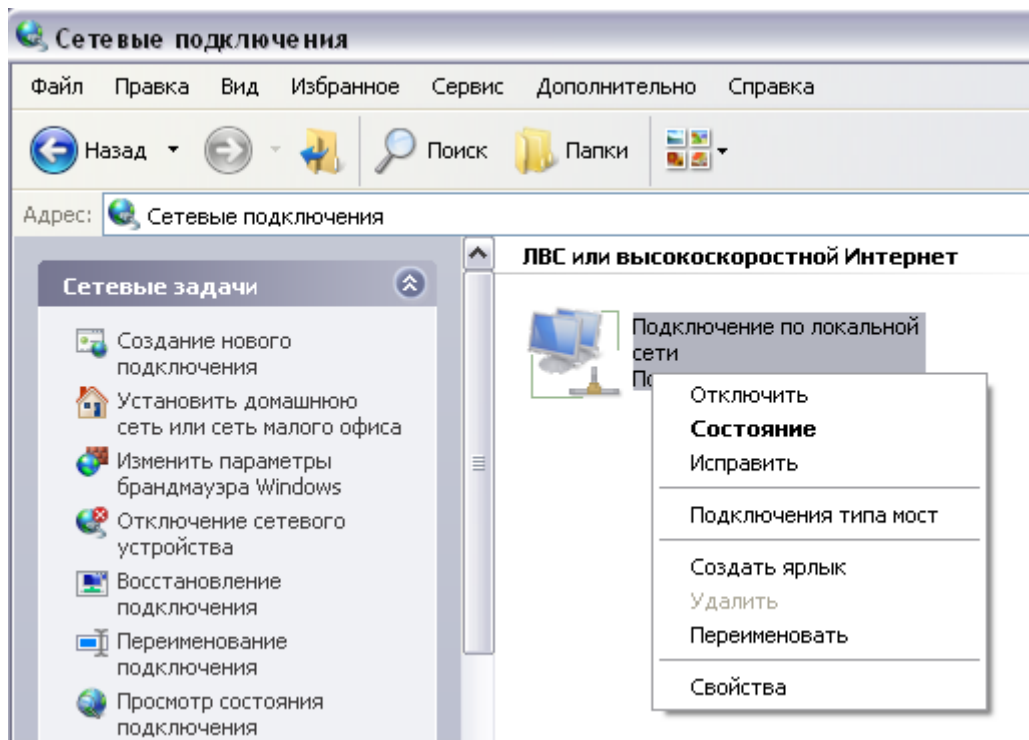 Сетевые подключения
Файл Правка Вид Избранное Сервис Дополнительно Справка
Назад Поиск Папки
Адрес: Сетевые подключения
Сетевые задачи
Создание нового
подключения
Установить домашнюю
сеть или сеть малого офиса
Изменить параметры
брандмауэра Windows
Отключение сетевого
устройства
Восстановление
подключения
Переименование
подключения
Просмотр состояния
подключения
ЛВС или высокоскоростной Интернет
Подключение по локальной
сети
Отключить
Состояние
Исправить
Подключения типа мост
Создать ярлык
Удалить
Переименовать
Свойства